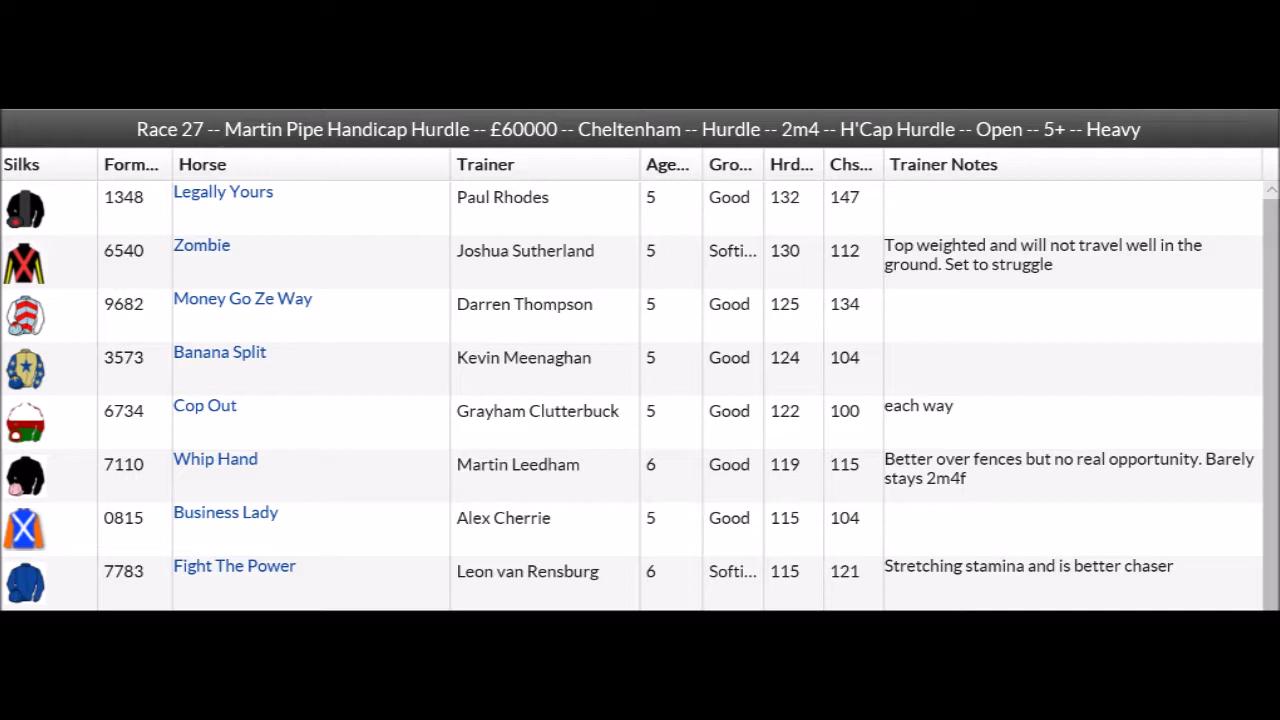 Race 27 -- Martin Pipe Handicap Hurdle -- £60000 -- Cheltenham -- Hurdle -- 2m4 -- H'Cap Hurdle -- Open -- 5+ -- Heavy
Silks Form... Horse Trainer Age... Gro... Hrd... Chs... Trainer Notes
1348 Legally Yours Paul Rhodes 5 Good 132 147
6540 Zombie Joshua Sutherland 5 Softi... 130 112 Top weighted and will not travel well in the
ground. Set to struggle
9682 Money Go Ze Way Darren Thompson 5 Good 125 134
3573 Banana Split Kevin Meenaghan 5 Good 124 104
6734 Cop Out Grayham Clutterbuck 5 Good 122 100 each way
7110 Whip Hand Martin Leedham 6 Good 119 115 Better over fences but no real opportunity. Barely
stays 2m4f
0815 Business Lady Alex Cherrie 5 Good 115 104
7783 Fight The Power Leon van Rensburg 6 Softi... 115 121 Stretching stamina and is better chaser